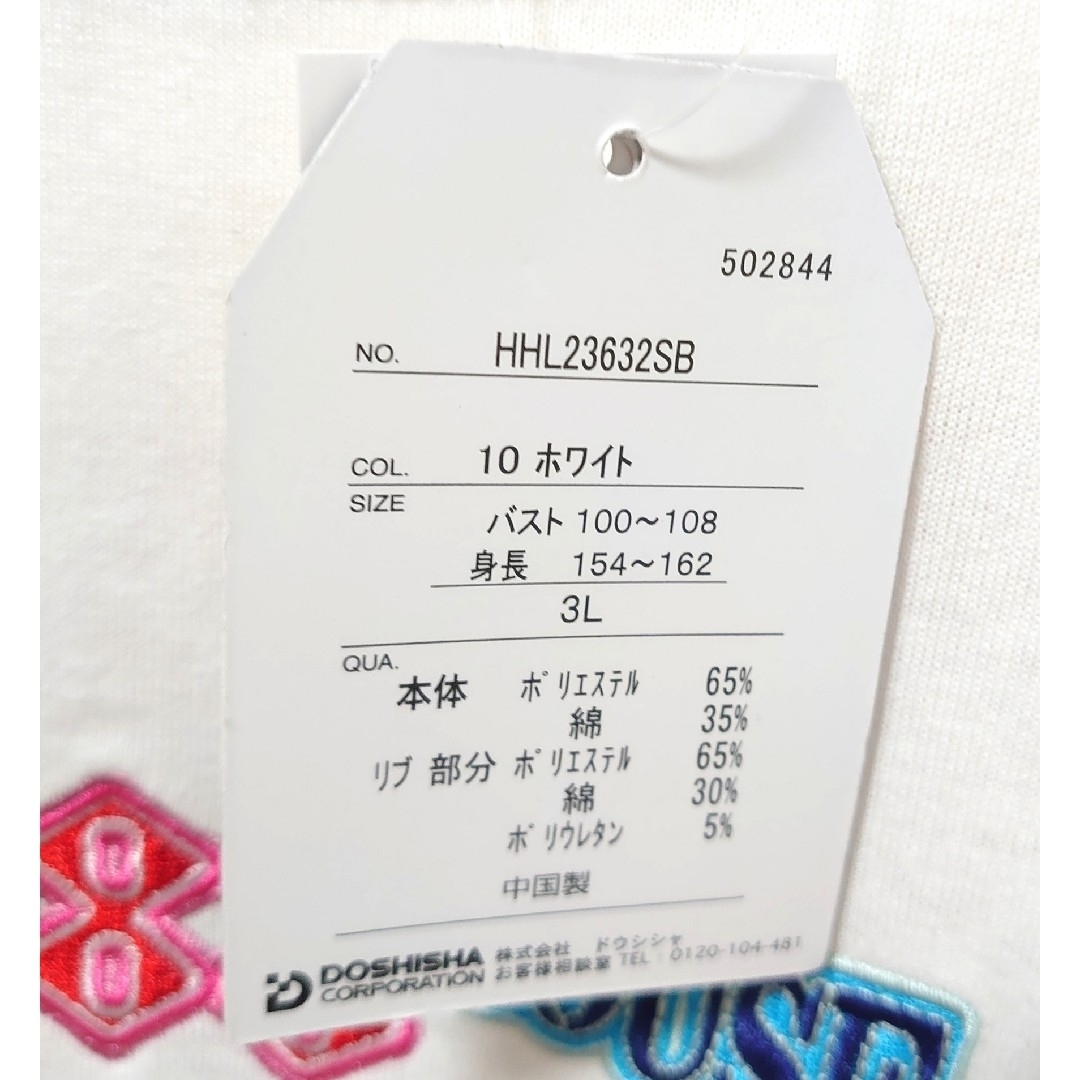 502844
NO. HHL23632SB
COL. 10 ホワイト
SIZE
バスト 100～108
身長 154～162
3L
QUA.
本体 ポリエステル 65%
綿 35%
リブ 部分 ポリエステル 65%
綿 30%
ポリウレタン 5%
中国製
DOSHISHA
CORPORATION
株式会社 ドウシシャ
お客様相談室 TEL：0120-104-481